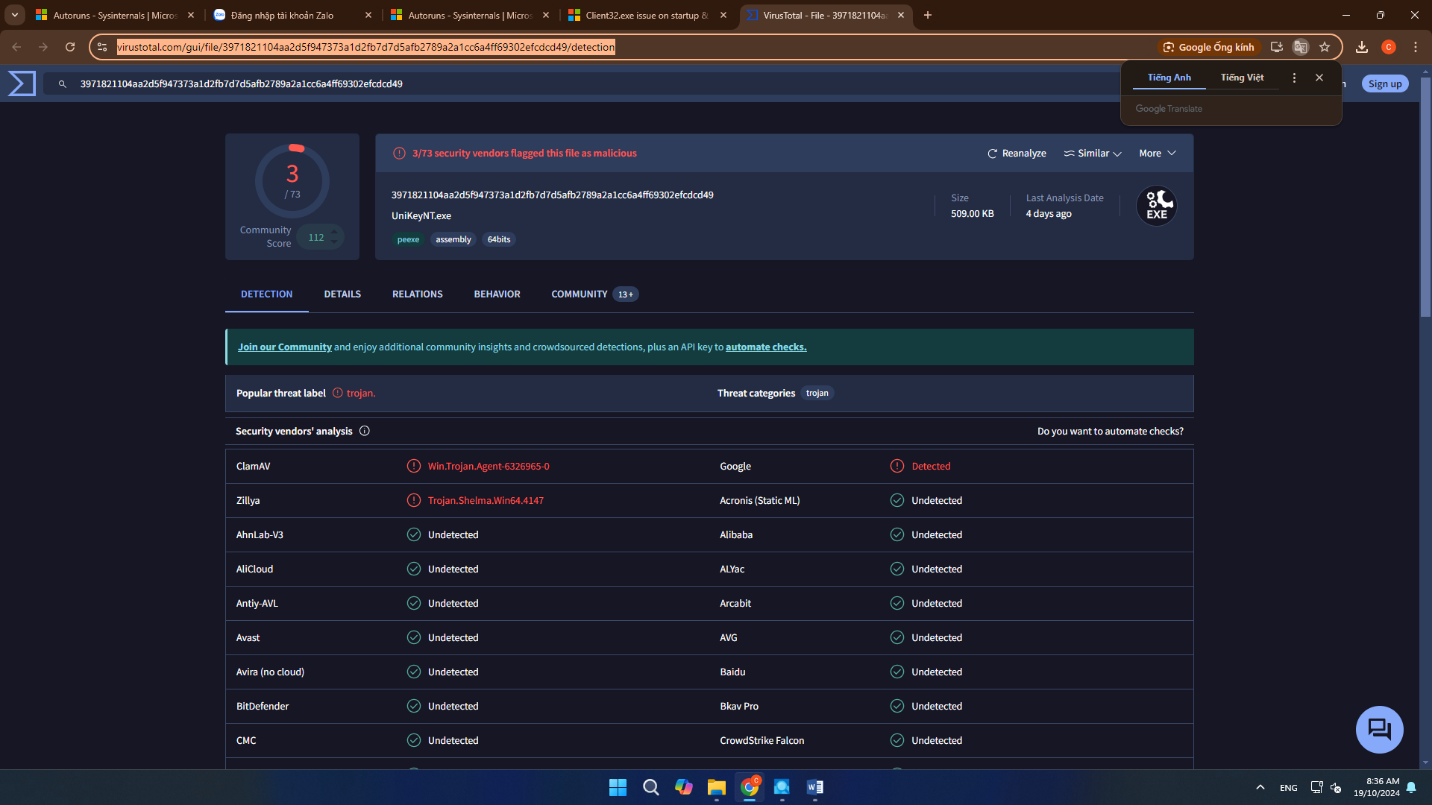 Autoruns - Sysinternals | Micros
Đăng nhập tài khoản Zalo
Autoruns - Sysinternals | Micros
Client32.exe issue on startup &
VirusTotal - File - 3971821104aa
virustotal.com/gui/file/3971821104aa2d5f947373a1d2fb7d7d5afb2789a2a1cc6a4ff69302efcdcd49/detection
Google Ống kính
C
3971821104aa2d5f947373a1d2fb7d7d5afb2789a2a1cc6a4ff69302efcdcd49
Tiếng Anh
Tiếng Việt
Google Translate
Sign up
3
/ 73
Community Score
112
3/73 security vendors flagged this file as malicious
Reanalyze
Similar
More
3971821104aa2d5f947373a1d2fb7d7d5afb2789a2a1cc6a4ff69302efcdcd49
UniKeyNT.exe
peexe
assembly
64bits
Size
509.00 KB
Last Analysis Date
4 days ago
EXE
DETECTION
DETAILS
RELATIONS
BEHAVIOR
COMMUNITY 13+
Join our Community and enjoy additional community insights and crowdsourced detections, plus an API key to automate checks.
Popular threat label trojan.
Threat categories trojan
Security vendors' analysis
Do you want to automate checks?
ClamAV Win.Trojan.Agent-6326965-0 Google Detected
Zillya Trojan.Shelma.Win64.4147 Acronis (Static ML) Undetected
AhnLab-V3 Undetected Alibaba Undetected
AliCloud Undetected ALYac Undetected
Antiy-AVL Undetected Arcabit Undetected
Avast Undetected AVG Undetected
Avira (no cloud) Undetected Baidu Undetected
BitDefender Undetected Bkav Pro Undetected
CMC Undetected CrowdStrike Falcon Undetected
ENG
8:36 AM
19/10/2024